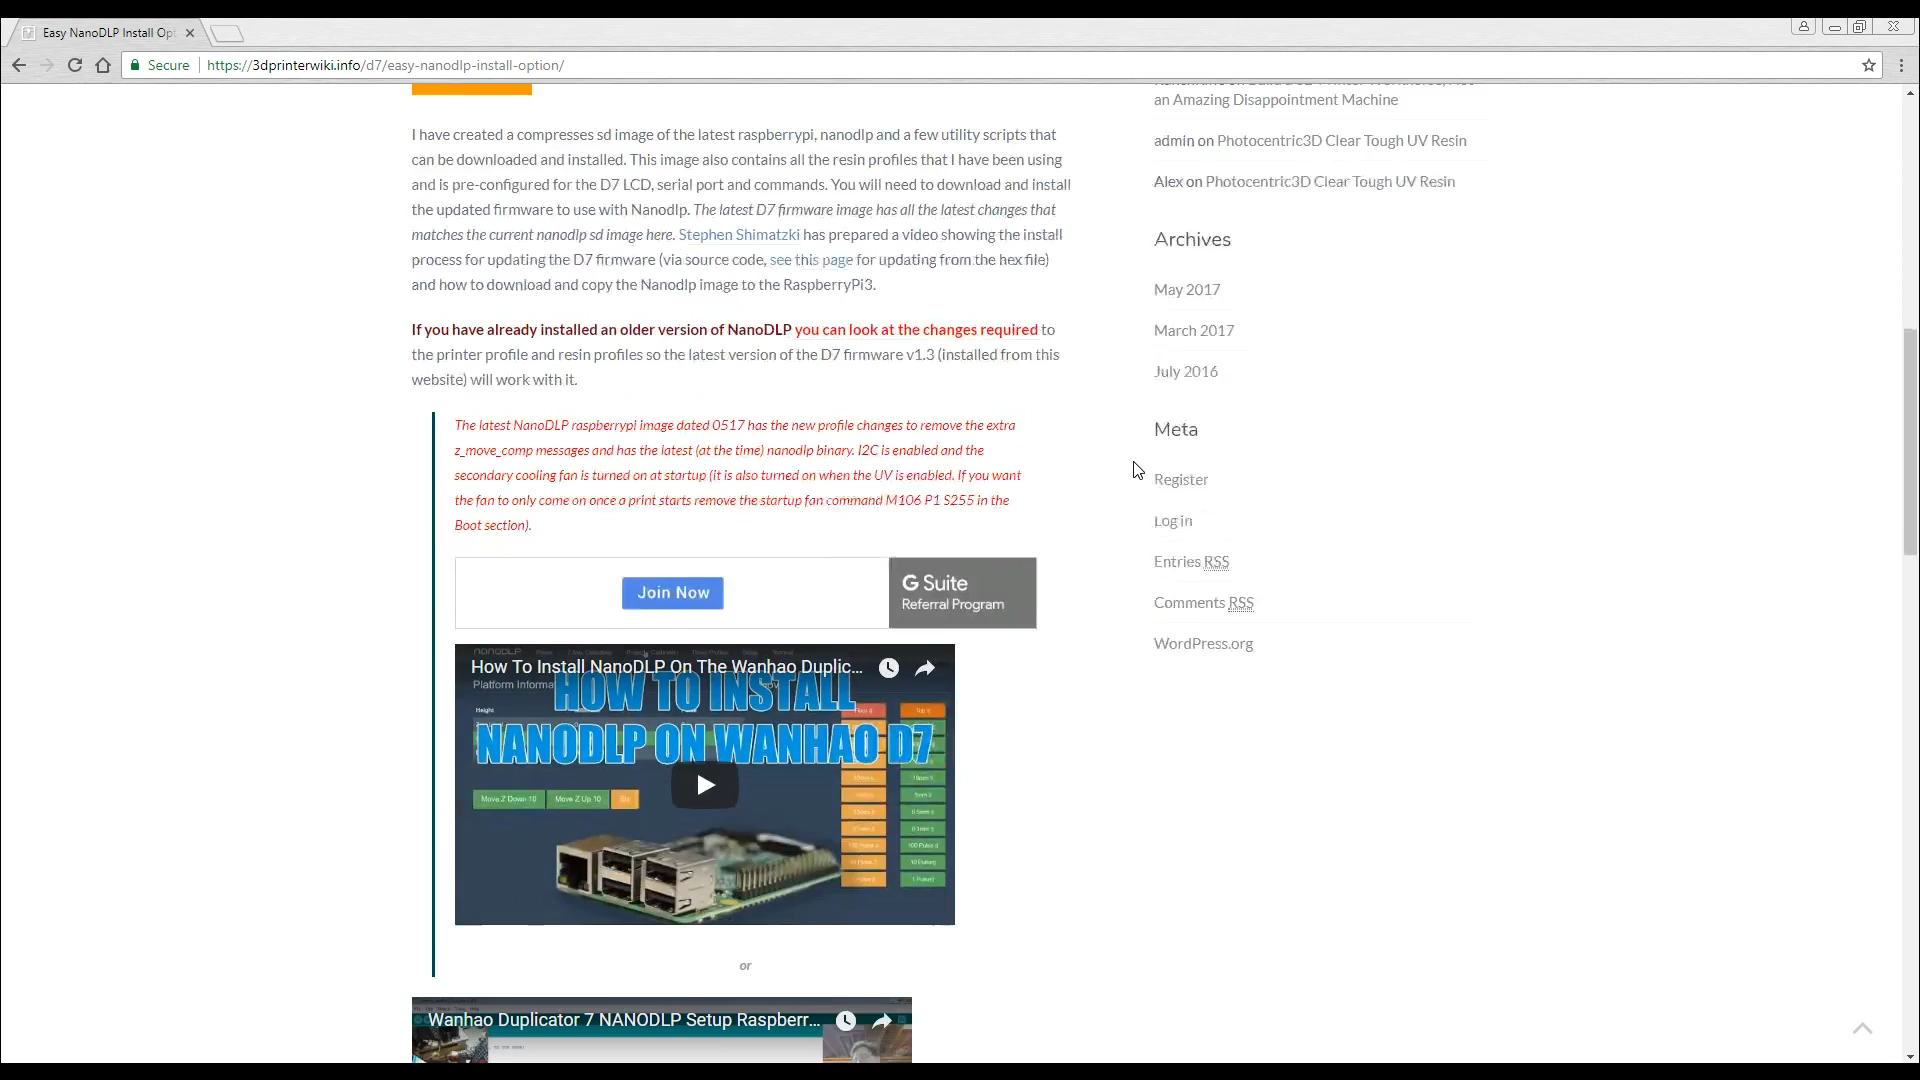 Easy NanoDLP Install Opt
Secure
https://3dprinterwiki.info/d7/easy-nanodlp-install-option/
I have created a compresses sd image of the latest raspberrypi, nanodlp and a few utility scripts that
can be downloaded and installed. This image also contains all the resin profiles that I have been using
and is pre-configured for the D7 LCD, serial port and commands. You will need to download and install
the updated firmware to use with Nanodlp. The latest D7 firmware image has all the latest changes that
matches the current nanodlp sd image here. Stephen Shimatzki has prepared a video showing the install
process for updating the D7 firmware (via source code, see this page for updating from the hex file)
and how to download and copy the Nanodlp image to the RaspberryPi3.
If you have already installed an older version of NanoDLP you can look at the changes required to
the printer profile and resin profiles so the latest version of the D7 firmware v1.3 (installed from this
website) will work with it.
The latest NanoDLP raspberrypi image dated 0517 has the new profile changes to remove the extra
z_move_comp messages and has the latest (at the time) nanodlp binary. I2C is enabled and the
secondary cooling fan is turned on at startup (it is also turned on when the UV is enabled. If you want
the fan to only come on once a print starts remove the startup fan command M106 P1 S255 in the
Boot section).
Join Now
G Suite
Referral Program
How To Install NanoDLP On The Wanhao Duplic...
Platform Informa
HOW TO INSTALL
NANODLP ON WANHAO D7
Height
Move Z Down 10
Move Z Up 10
or
Wanhao Duplicator 7 NANODLP Setup Raspberr...
an Amazing Disappointment Machine
admin on Photocentric3D Clear Tough UV Resin
Alex on Photocentric3D Clear Tough UV Resin
Archives
May 2017
March 2017
July 2016
Meta
Register
Log in
Entries RSS
Comments RSS
WordPress.org